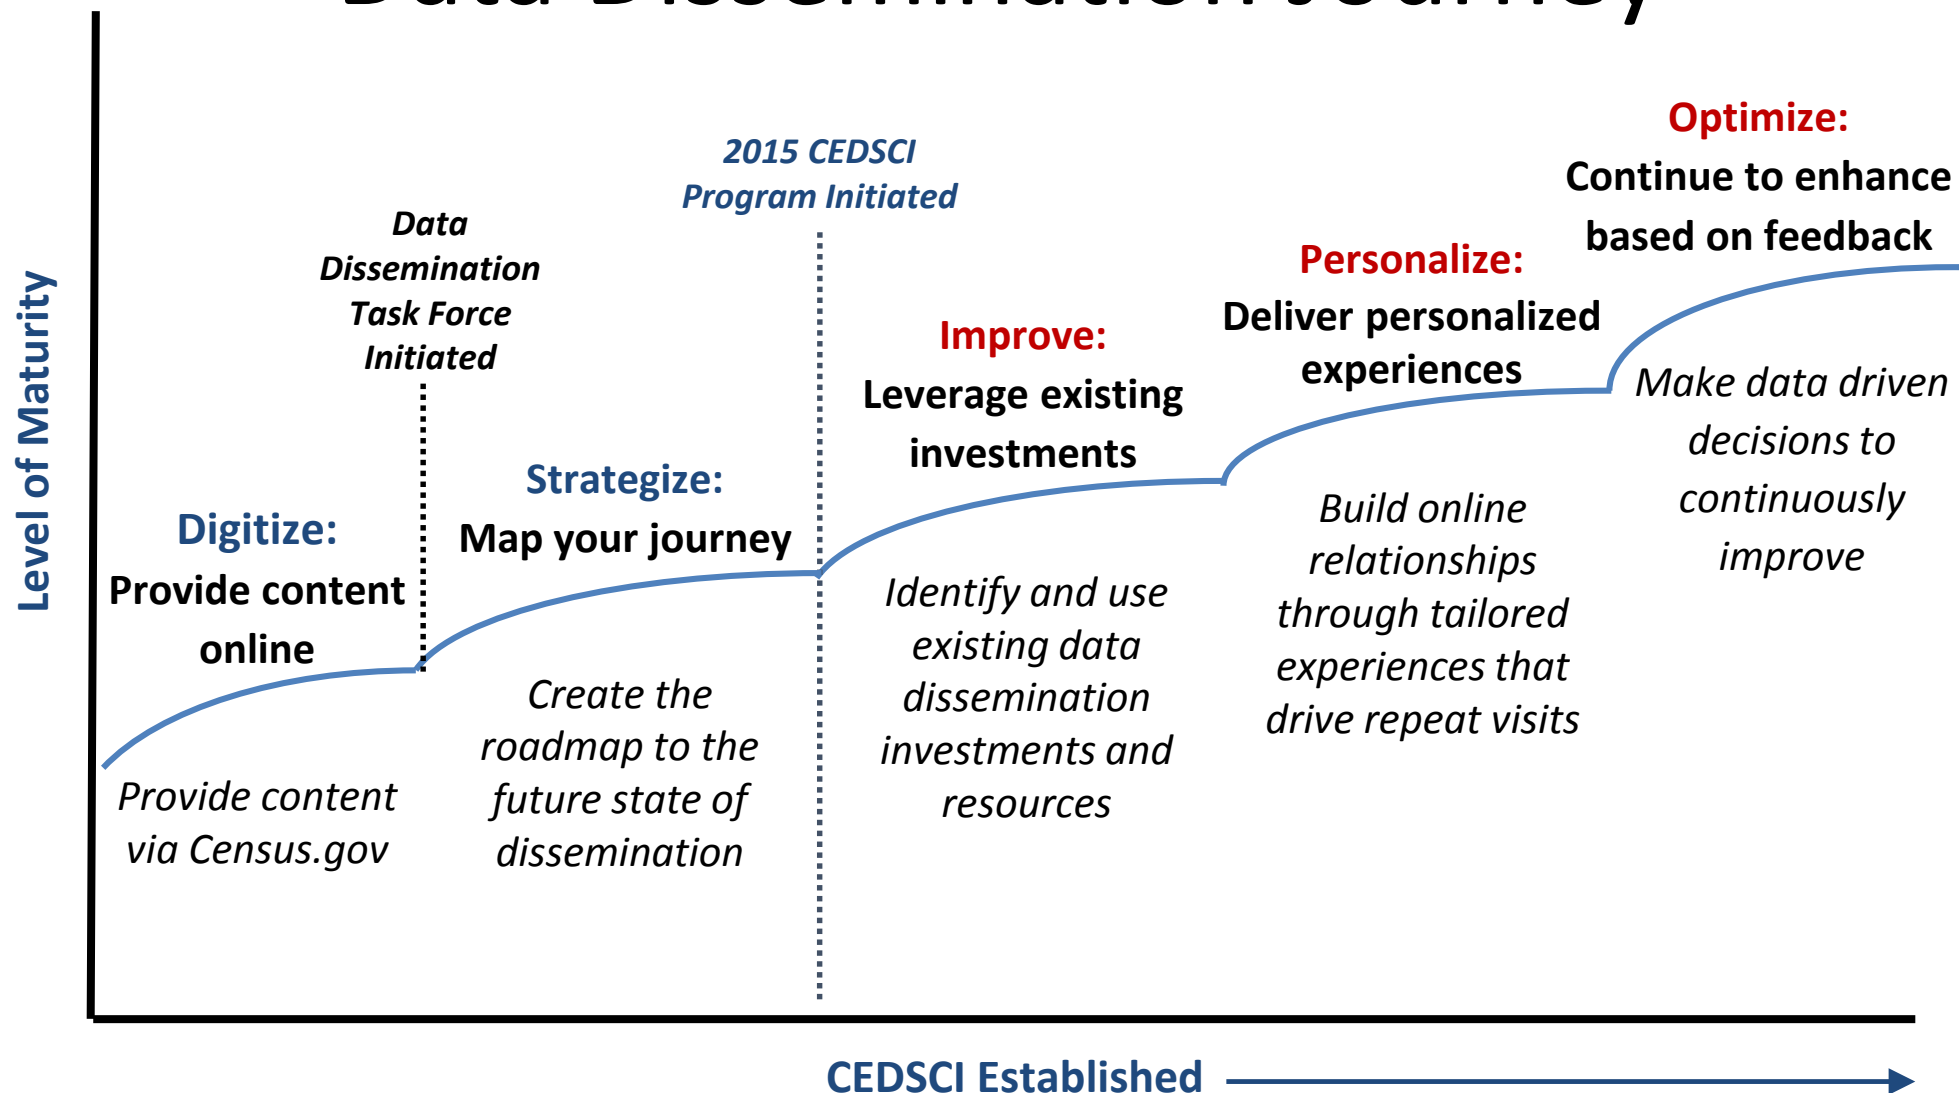 Data Dissemination Journey
Level of Maturity
Digitize:
Provide content
online
Provide content
via Census.gov
Data
Dissemination
Task Force
Initiated
Strategize:
Map your journey
Create the
roadmap to the
future state of
dissemination
2015 CEDSCI
Program Initiated
Improve:
Leverage existing
investments
Identify and use
existing data
dissemination
investments and
resources
Personalize:
Deliver personalized
experiences
Build online
relationships
through tailored
experiences that
drive repeat visits
Optimize:
Continue to enhance
based on feedback
Make data driven
decisions to
continuously
improve
CEDSCI Established